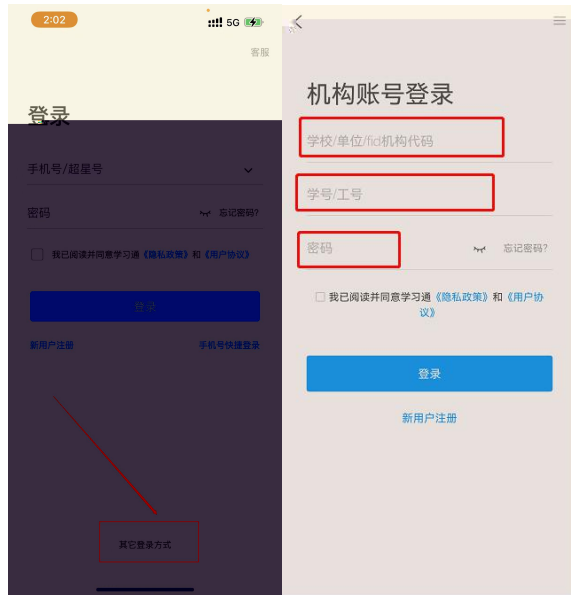 2:02
5G
客服
登录
手机号/超星号
密码
忘记密码?
我已阅读并同意学习通《隐私政策》和《用户协议》
登录
新用户注册
手机号快捷登录
其它登录方式
机构账号登录
学校/单位/fid机构代码
学号/工号
密码
忘记密码?
我已阅读并同意学习通《隐私政策》和《用户协
议》
登录
新用户注册